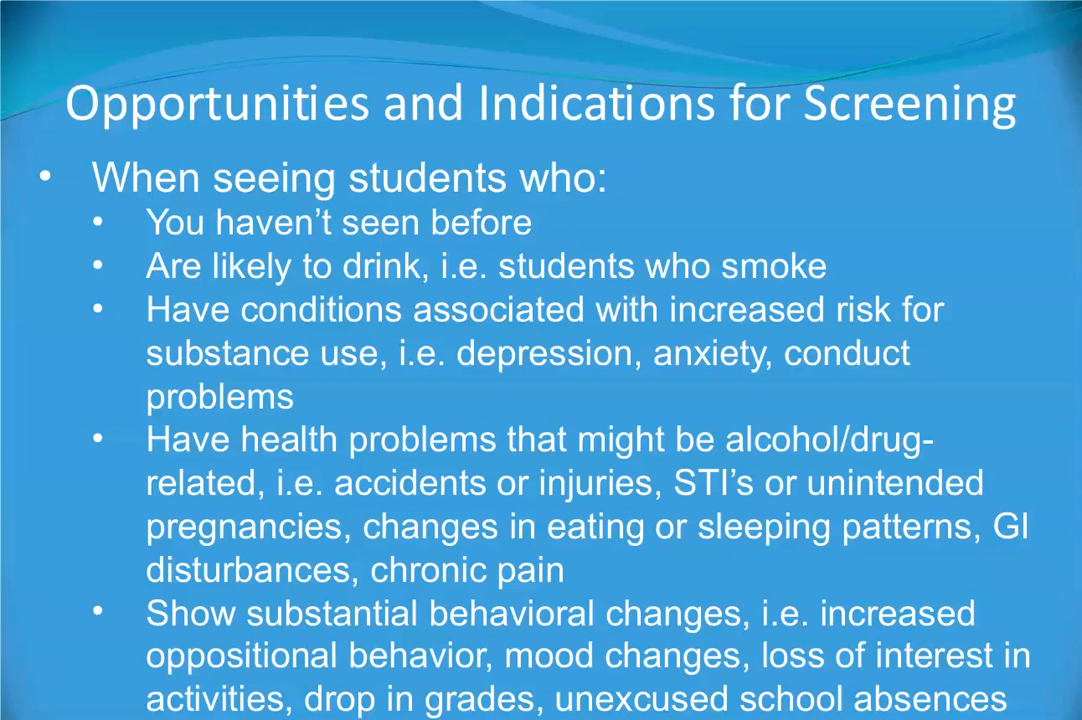 Opportunities and Indications for Screening
• When seeing students who:
• You haven’t seen before
• Are likely to drink, i.e. students who smoke
• Have conditions associated with increased risk for
substance use, i.e. depression, anxiety, conduct
problems
• Have health problems that might be alcohol/drug-
related, i.e. accidents or injuries, STI’s or unintended
pregnancies, changes in eating or sleeping patterns, GI
disturbances, chronic pain
• Show substantial behavioral changes, i.e. increased
oppositional behavior, mood changes, loss of interest in
activities, drop in grades, unexcused school absences